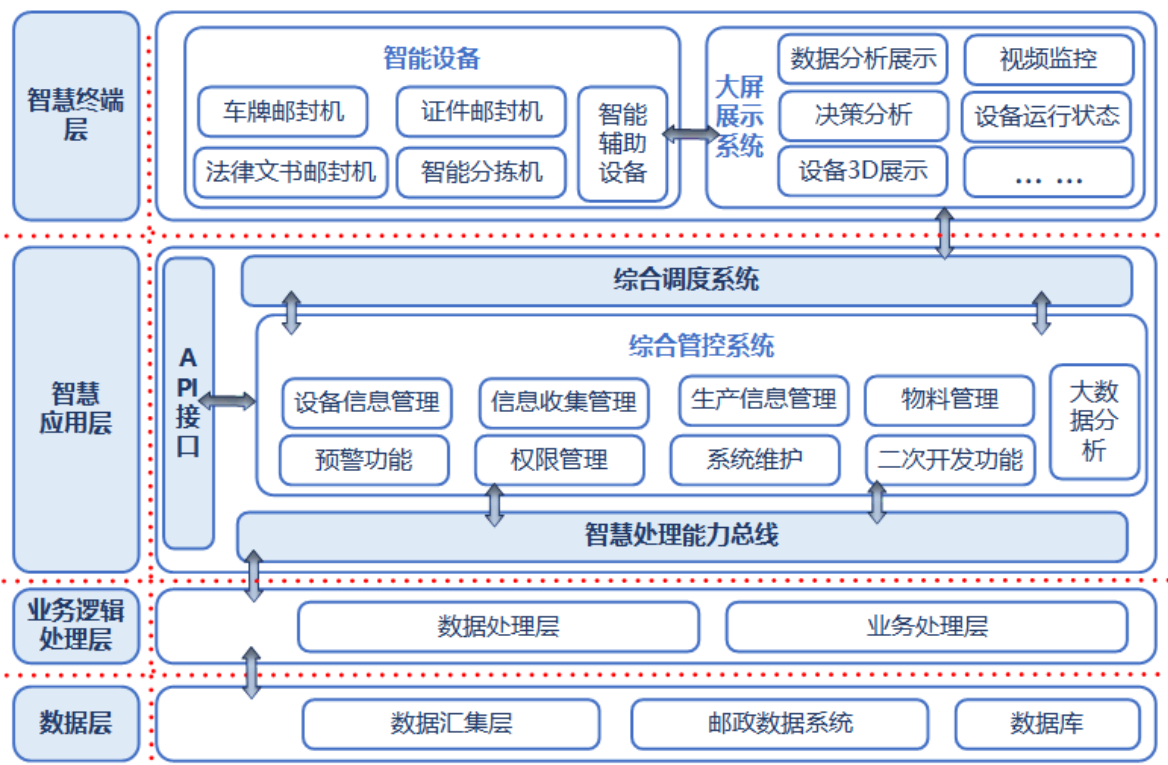 智慧终端
层
智能设备
车牌邮封机
证件邮封机
法律文书邮封机
智能分拣机
智能
辅助
设备
大屏
展示
系统
数据分析展示
视频监控
决策分析
设备运行状态
设备3D展示
... ...
智慧
应用层
A
PI
接
口
综合调度系统
综合管控系统
设备信息管理
信息收集管理
生产信息管理
物料管理
预警功能
权限管理
系统维护
二次开发功能
大数
据分
析
智慧处理能力总线
业务逻辑
处理层
数据处理层
业务处理层
数据层
数据汇集层
邮政数据系统
数据库